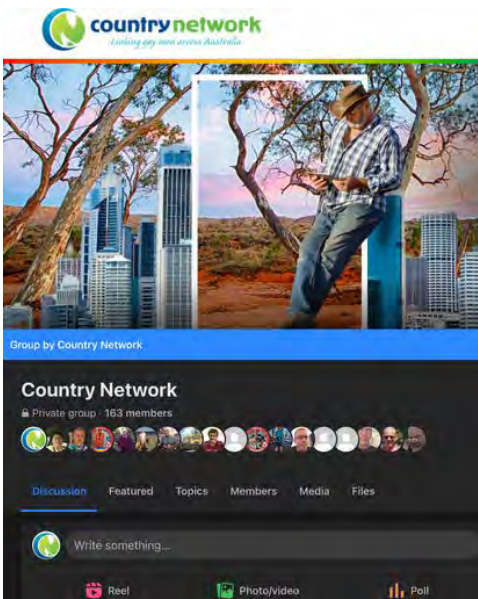 countrynetwork
Linking gay men across Australia
Group by Country Network
Country Network
Private group · 163 members
Discussion Featured Topics Members Media Files
Write something...
Reel Photo/video Poll